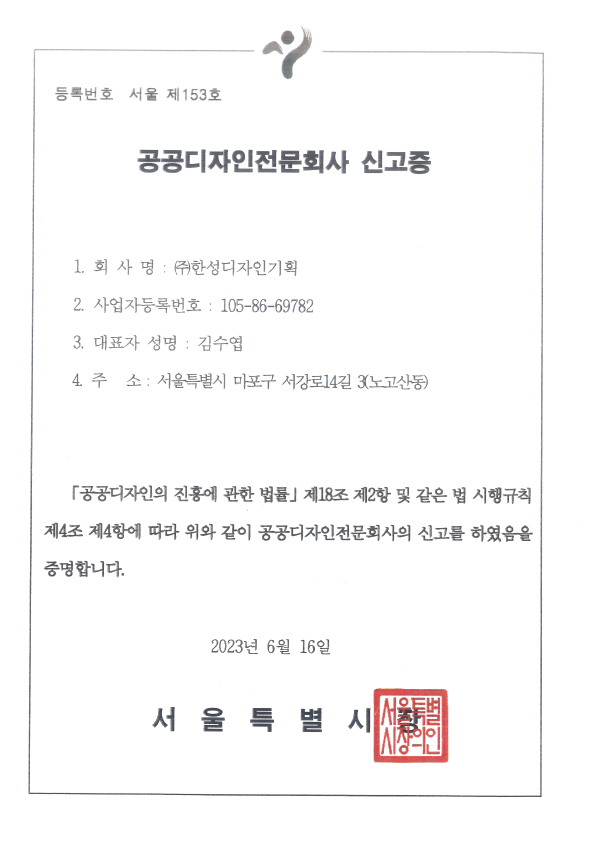 등록번호 서울 제153호
공공디자인전문회사 신고증
1. 회 사 명 : ㈜한성디자인기획
2. 사업자등록번호 : 105-86-69782
3. 대표자 성명 : 김수엽
4. 주 소 : 서울특별시 마포구 서강로14길 3(노고산동)
「공공디자인의 진흥에 관한 법률」 제18조 제2항 및 같은 법 시행규칙
제4조 제4항에 따라 위와 같이 공공디자인전문회사의 신고를 하였음을
증명합니다.
2023년 6월 16일
서 울 특 별 시 장
서울특별
시장의인